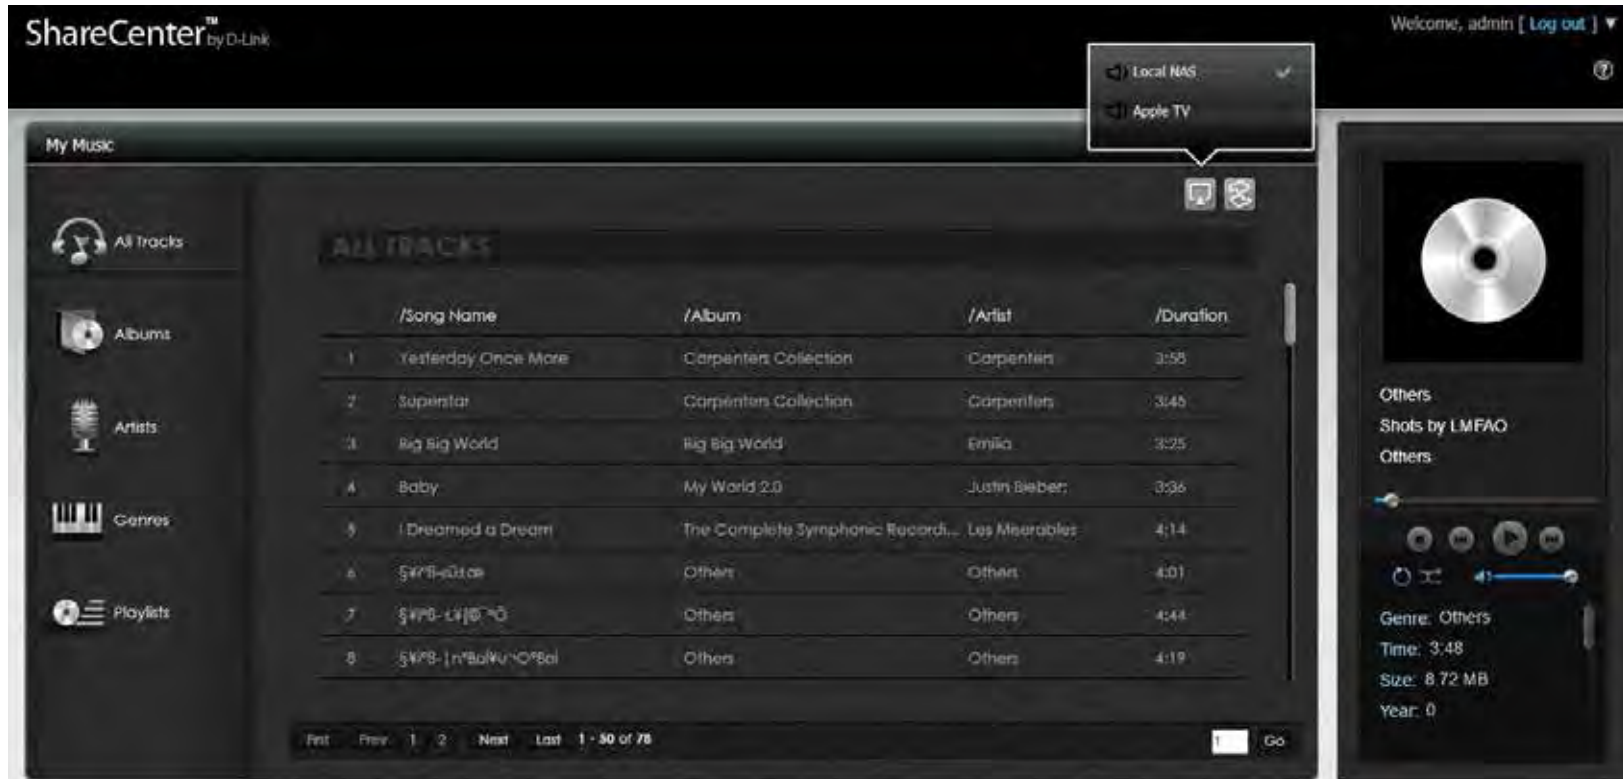 ShareCenter™ by D-Link
Welcome, admin [ Log out ]
?
Local NAS
Apple TV
My Music
All Tracks
Albums
Artists
Genres
Playlists
ALL TRACKS
/Song Name /Album /Artist /Duration
1 Yesterday Once More Carpenters Collection Carpenters 3:58
2 Superstar Carpenters Collection Carpenters
3 Big Big World Big Big World Emilia 3:25
4 Baby My World 2.0 Justin Bieber; 3:36
5 I Dreamed a Dream The Complete Symphonic Recordi... Les Miserables 4:14
6 Others Others 4:01
7 Others Others 4:44
8 Others Others 4:19
First Prev 1 2 Next Last 1 - 50 of 78
1 Go
Others
Shots by LMFAO
Others
Genre: Others
Time: 3:48
Size: 8.72 MB
Year: 0